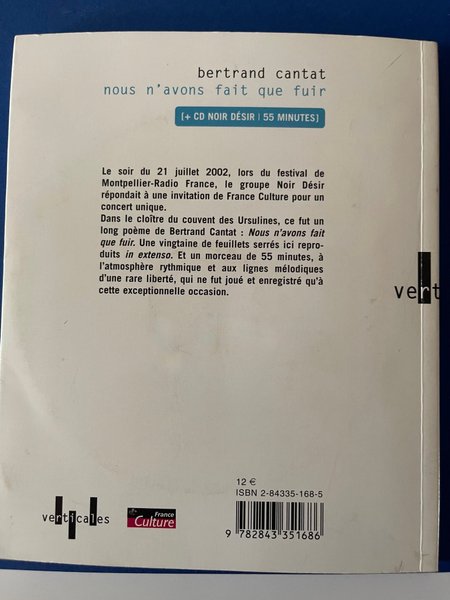 bertrand cantat
nous n'avons fait que fuir
[+ CD NOIR DÉSIR | 55 MINUTES]
Le soir du 21 juillet 2002, lors du festival de
Montpellier-Radio France, le groupe Noir Désir
répondait à une invitation de France Culture pour un
concert unique.
Dans le cloître du couvent des Ursulines, ce fut un
long poème de Bertrand Cantat : Nous n'avons fait
que fuir. Une vingtaine de feuillets serrés ici repro-
duits in extenso. Et un morceau de 55 minutes, à
l'atmosphère rythmique et aux lignes mélodiques
d'une rare liberté, qui ne fut joué et enregistré qu'à
cette exceptionnelle occasion.
vert
12 €
ISBN 2-84335-168-5
verticales
France
Culture
9 782843 351686